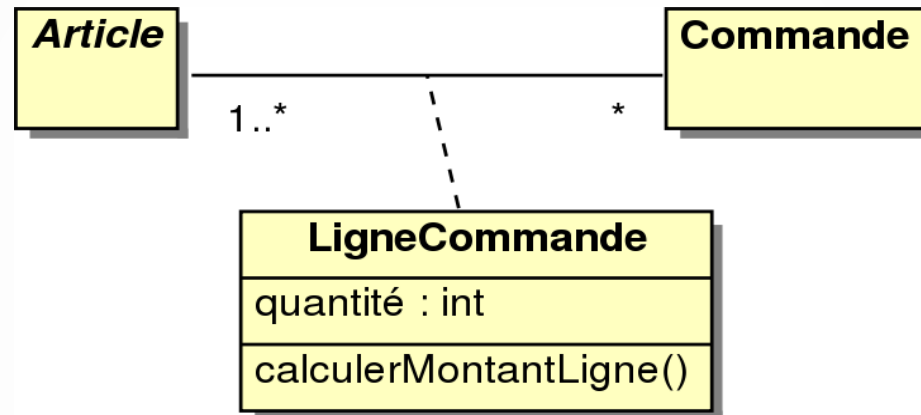 Article
Commande
1..*
*
LigneCommande
quantité : int
calculerMontantLigne()